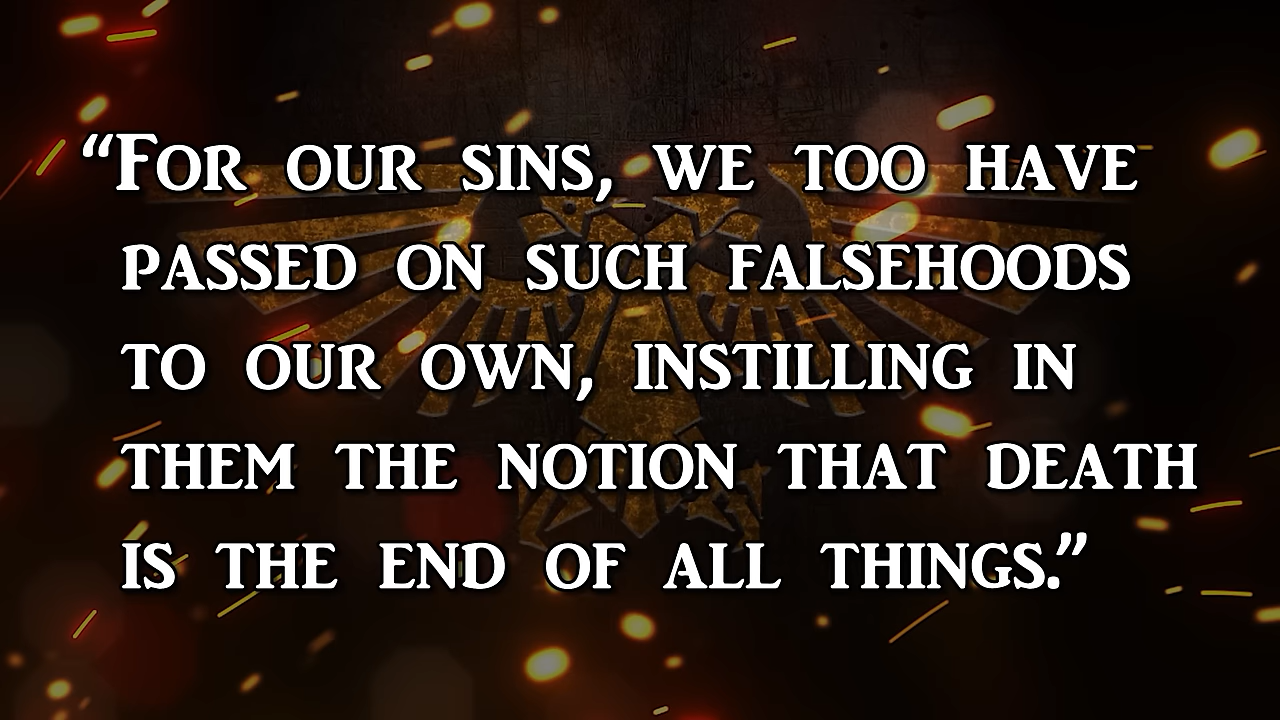 “For our sins, we too have
passed on such falsehoods
to our own, instilling in
them the notion that death
is the end of all things.”